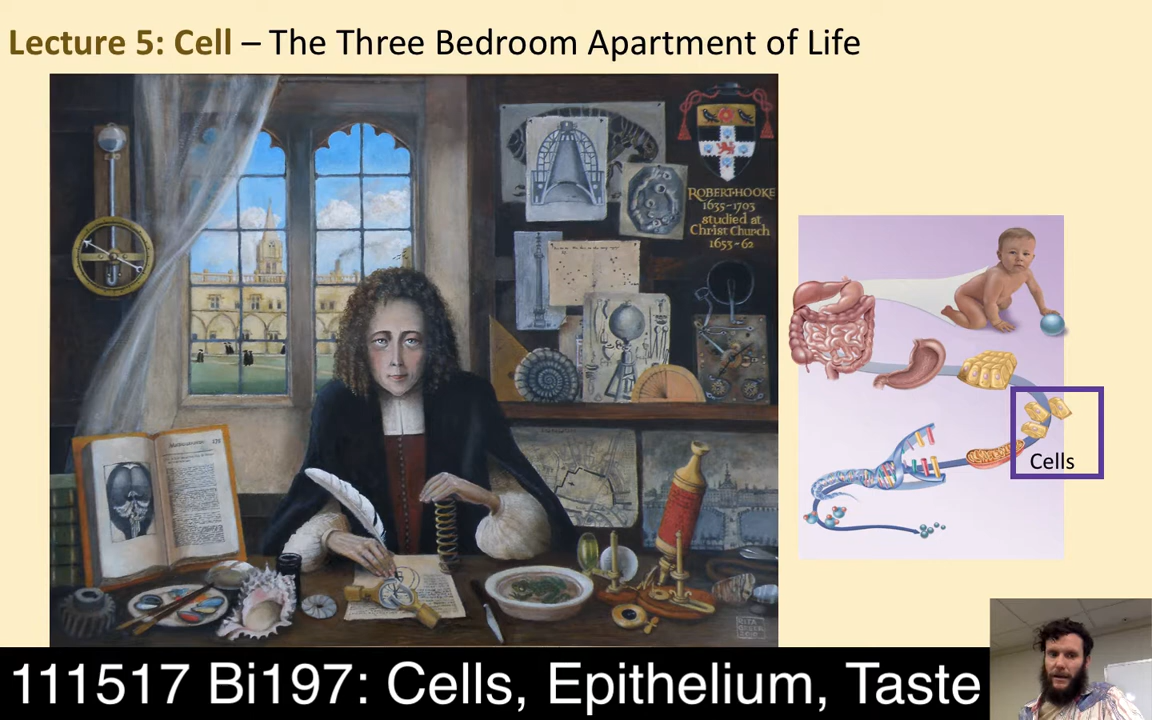 Lecture 5: Cell – The Three Bedroom Apartment of Life
ROBERT·HOOKE
1635-1703
studied at
Christ Church
1653-62
Cells
111517 Bi197: Cells, Epithelium, Taste